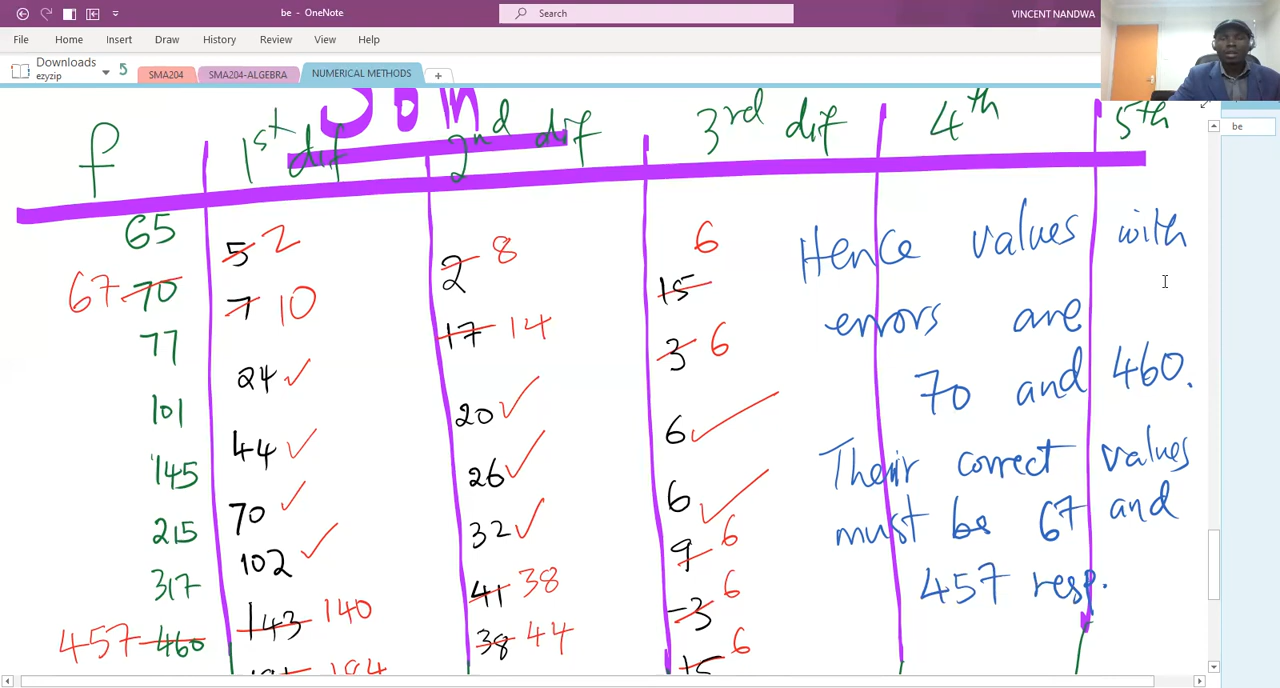 be - OneNote
Search
VINCENT NANDWA
File Home Insert Draw History Review View Help
Downloads
ezyzip
SMA204
SMA204-ALGEBRA
NUMERICAL METHODS
be
f 1st dif 2nd dif 3rd dif 4th 5th
65
67 70
77
101
145
215
317
457 460
5 2
7 10
24
44
70
102
143 140
184
2 8
17 14
20
26
32
41 38
38 44
6
15
3 6
6
6
9 6
-3 6
15 6
Hence values with
errors are
70 and 460.
Their correct values
must be 67 and
457 resp.